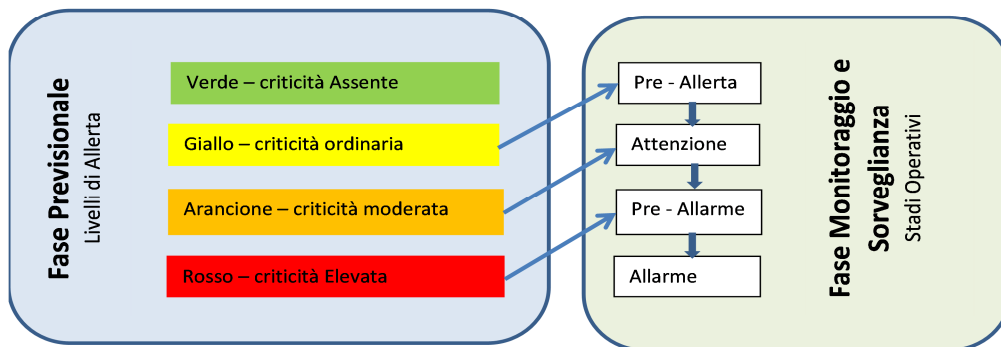 Fase Previsionale
Livelli di Allerta
Verde – criticità Assente
Giallo – criticità ordinaria
Arancione – criticità moderata
Rosso – criticità Elevata
Pre - Allerta
Attenzione
Pre - Allarme
Allarme
Fase Monitoraggio e
Sorveglianza
Stadi Operativi